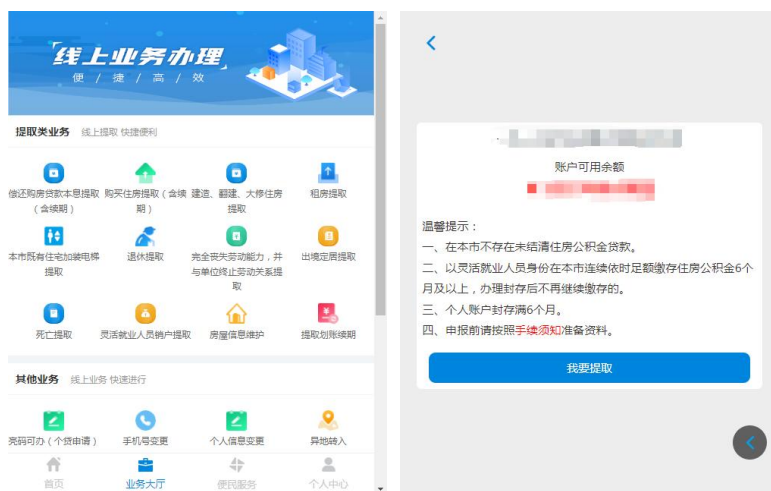 线上业务办理
便 / 捷 / 高 / 效
提取类业务 线上提取 快捷便利
偿还购房贷款本息提取（含续期）
购买住房提取（含续期）
建造、翻建、大修住房提取
租房提取
本市既有住宅加装电梯提取
退休提取
完全丧失劳动能力，并与单位终止劳动关系提取
出境定居提取
死亡提取
灵活就业人员销户提取
房屋信息维护
提取划账续期
其他业务 线上业务 快速进行
亮码可办（个贷申请）
手机号变更
个人信息变更
异地转入
首页
业务大厅
便民服务
个人中心
账户可用余额
温馨提示：
一、在本市不存在未结清住房公积金贷款。
二、以灵活就业人员身份在本市连续依时足额缴存住房公积金6个
月及以上，办理封存后不再继续缴存的。
三、个人账户封存满6个月。
四、申报前请按照手续须知准备资料。
我要提取